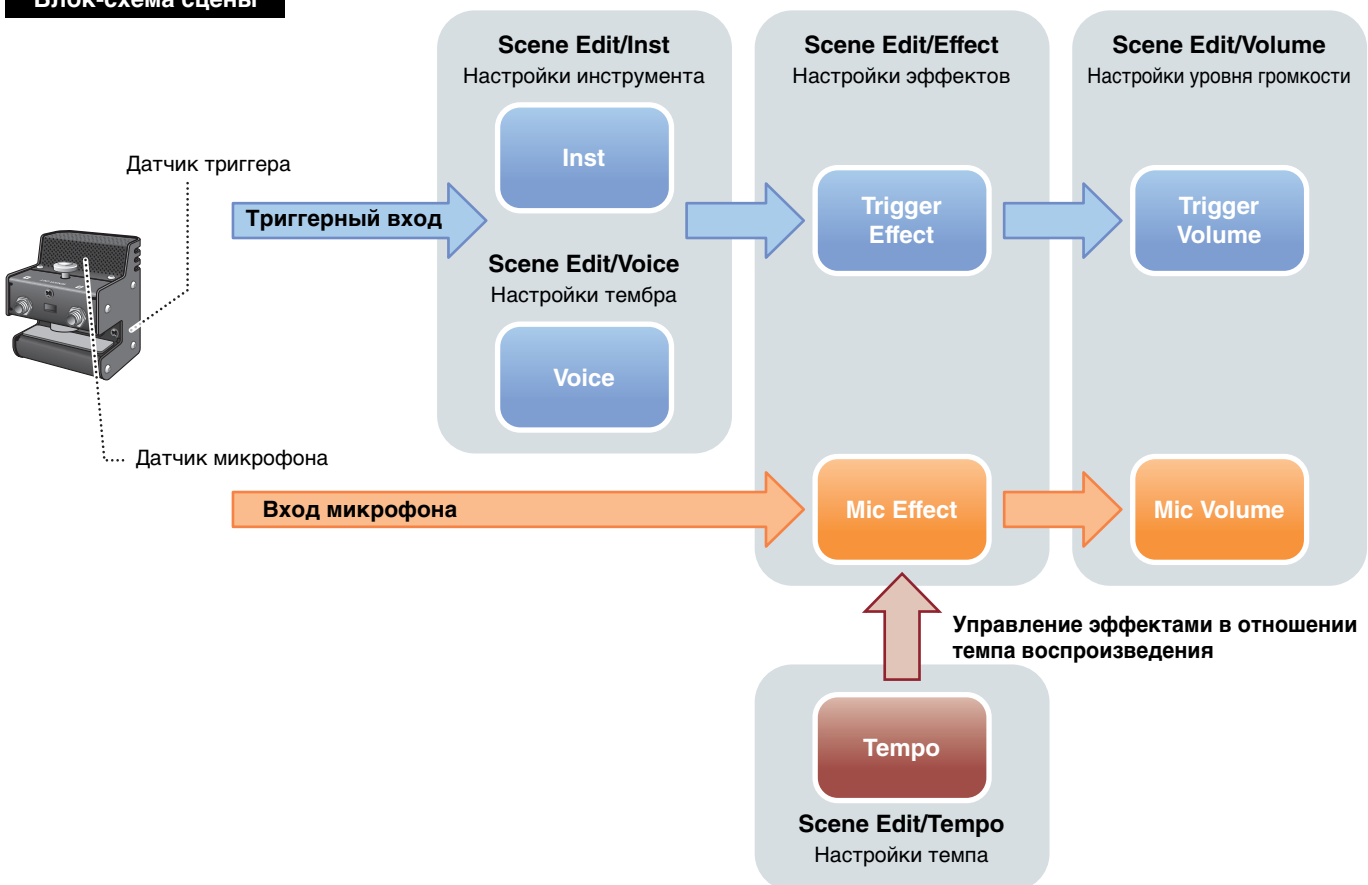 Блок-схема сцены
Scene Edit/Inst
Настройки инструмента
Inst
Scene Edit/Voice
Настройки тембра
Voice
Scene Edit/Effect
Настройки эффектов
Trigger
Effect
Mic Effect
Scene Edit/Volume
Настройки уровня громкости
Trigger
Volume
Mic Volume
Датчик триггера
Триггерный вход
Датчик микрофона
Вход микрофона
Управление эффектами в отношении
темпа воспроизведения
Tempo
Scene Edit/Tempo
Настройки темпа